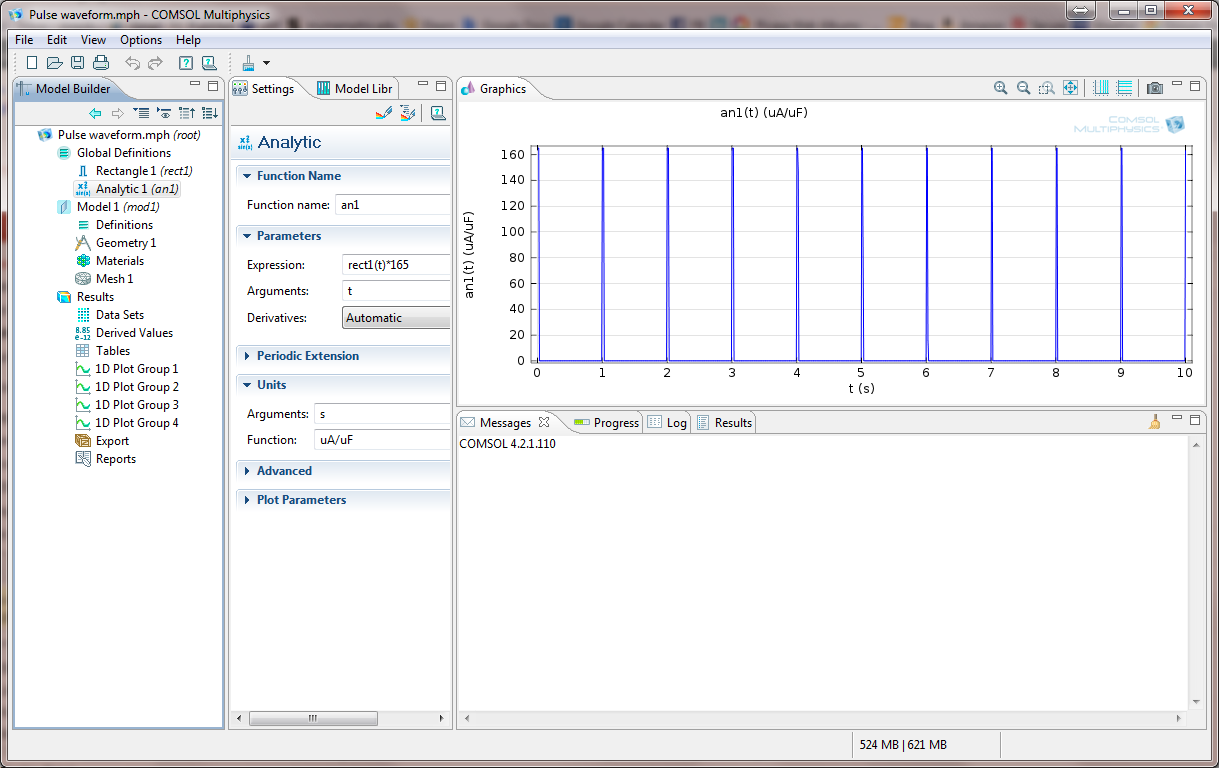 Pulse waveform.mph - COMSOL Multiphysics
File Edit View Options Help
Model Builder
Pulse waveform.mph (root)
Global Definitions
Rectangle 1 (rect1)
Analytic 1 (an1)
Model 1 (mod1)
Definitions
Geometry 1
Materials
Mesh 1
Results
Data Sets
8.85
e-12
Derived Values
Tables
1D Plot Group 1
1D Plot Group 2
1D Plot Group 3
1D Plot Group 4
Export
Reports
Settings Model Libr
Analytic
Function Name
Function name: an1
Parameters
Expression: rect1(t)*165
Arguments: t
Derivatives: Automatic
Periodic Extension
Units
Arguments: s
Function: uA/uF
Advanced
Plot Parameters
Graphics
an1(t) (uA/uF)
COMSOL
MULTIPHYSICS
an1(t) (uA/uF)
160
140
120
100
80
60
40
20
0
0 1 2 3 4 5 6 7 8 9 10
t (s)
Messages Progress Log Results
COMSOL 4.2.1.110
524 MB | 621 MB